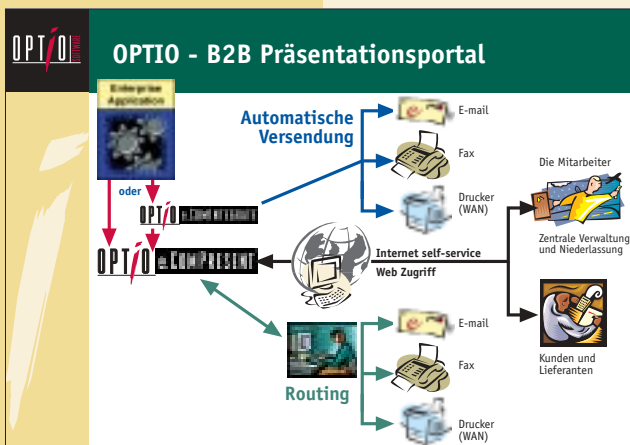 OPTIO
SOFTWARE
OPTIO - B2B Präsentationsportal
Enterprise
Application
Automatische
Versendung
E-mail
Fax
Drucker
(WAN)
oder
OPTIO
OPTIO e.ComPresent
Internet self-service
Web Zugriff
Die Mitarbeiter
Zentrale Verwaltung
und Niederlassung
Kunden und
Lieferanten
Routing
E-mail
Fax
Drucker
(WAN)